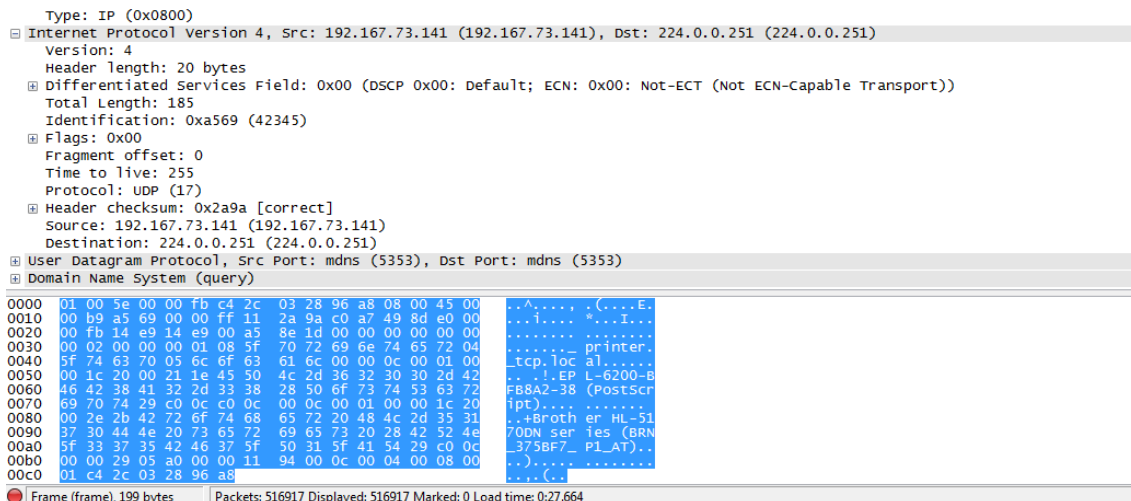 Type: IP (0x0800)
Internet Protocol Version 4, Src: 192.167.73.141 (192.167.73.141), Dst: 224.0.0.251 (224.0.0.251)
Version: 4
Header length: 20 bytes
Differentiated Services Field: 0x00 (DSCP 0x00: Default; ECN: 0x00: Not-ECT (Not ECN-Capable Transport))
Total Length: 185
Identification: 0xa569 (42345)
Flags: 0x00
Fragment offset: 0
Time to live: 255
Protocol: UDP (17)
Header checksum: 0x2a9a [correct]
Source: 192.167.73.141 (192.167.73.141)
Destination: 224.0.0.251 (224.0.0.251)
User Datagram Protocol, Src Port: mdns (5353), Dst Port: mdns (5353)
Domain Name System (query)
0000 01 00 5e 00 00 fb c4 2c 03 28 96 a8 08 00 45 00 ..^...., .(....E.
0010 00 b9 a5 69 00 00 ff 11 2a 9a c0 a7 49 8d e0 00 ...i.... *...I...
0020 00 fb 14 e9 14 e9 00 a5 8e 1d 00 00 00 00 00 00 ........ ........
0030 00 02 00 00 00 01 08 5f 70 72 69 6e 74 65 72 04 ......._ printer.
0040 5f 74 63 70 05 6c 6f 63 61 6c 00 00 0c 00 01 00 _tcp.loc al......
0050 00 1c 20 00 21 1e 45 50 4c 2d 36 32 30 30 2d 42 .. .!.EP L-6200-B
0060 46 42 38 41 32 2d 33 38 28 50 6f 73 74 53 63 72 FB8A2-38 (PostScr
0070 69 70 74 29 c0 0c c0 0c 00 0c 00 01 00 00 1c 20 ipt).... .......
0080 00 2e 2b 42 72 6f 74 68 65 72 20 48 4c 2d 35 31 ..+Broth er HL-51
0090 37 30 44 4e 20 73 65 72 69 65 73 20 28 42 52 4e 70DN ser ies (BRN
00a0 5f 33 37 35 42 46 37 5f 50 31 5f 41 54 29 c0 0c _375BF7_ P1_AT)..
00b0 00 00 29 05 a0 00 00 11 94 00 0c 00 04 00 08 00 ..)..... ........
00c0 01 c4 2c 03 28 96 a8 ..,.(..
Frame (frame), 199 bytes Packets: 516917 Displayed: 516917 Marked: 0 Load time: 0:27.664